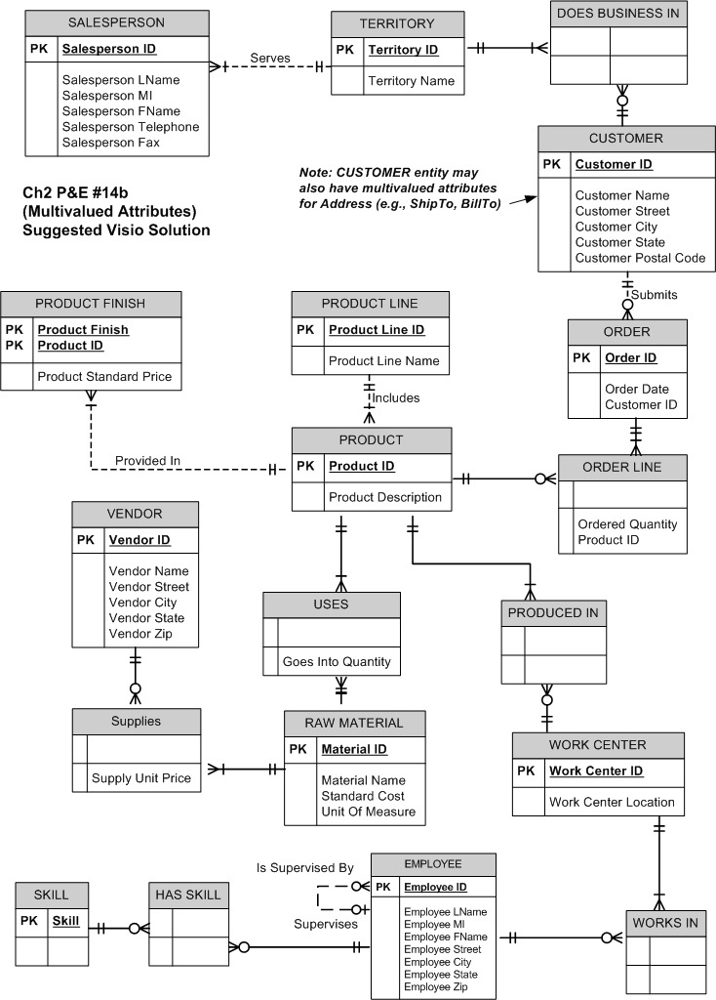 SALESPERSON
PK Salesperson ID
Salesperson LName
Salesperson MI
Salesperson FName
Salesperson Telephone
Salesperson Fax
Serves
TERRITORY
PK Territory ID
Territory Name
DOES BUSINESS IN
CUSTOMER
PK Customer ID
Customer Name
Customer Street
Customer City
Customer State
Customer Postal Code
Note: CUSTOMER entity may
also have multivalued attributes
for Address (e.g., ShipTo, BillTo)
Ch2 P&E #14b
(Multivalued Attributes)
Suggested Visio Solution
Submits
PRODUCT FINISH
PK Product Finish
PK Product ID
Product Standard Price
PRODUCT LINE
PK Product Line ID
Product Line Name
Includes
ORDER
PK Order ID
Order Date
Customer ID
Provided In
PRODUCT
PK Product ID
Product Description
ORDER LINE
Ordered Quantity
Product ID
VENDOR
PK Vendor ID
Vendor Name
Vendor Street
Vendor City
Vendor State
Vendor Zip
USES
Goes Into Quantity
PRODUCED IN
Supplies
Supply Unit Price
RAW MATERIAL
PK Material ID
Material Name
Standard Cost
Unit Of Measure
WORK CENTER
PK Work Center ID
Work Center Location
Is Supervised By
Supervises
EMPLOYEE
PK Employee ID
Employee LName
Employee MI
Employee FName
Employee Street
Employee City
Employee State
Employee Zip
SKILL
PK Skill
HAS SKILL
WORKS IN